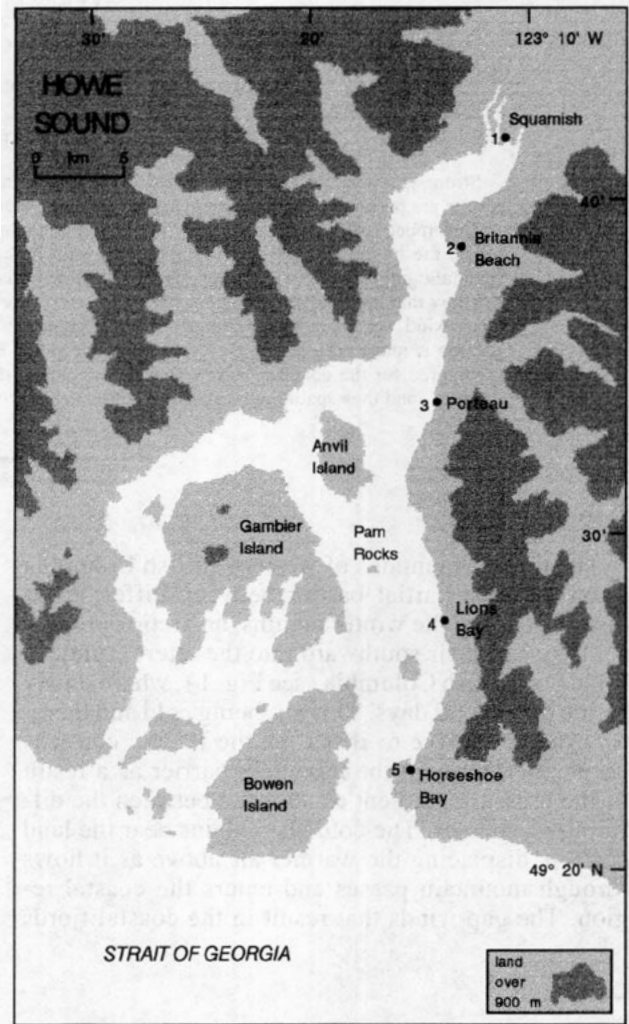 30'
20'
123° 10' W
HOWE
SOUND
0 km 5
Squamish
1
40'
2 Britannia
Beach
3 Porteau
Anvil
Island
Gambier
Island
Pam
Rocks
30'
4 Lions
Bay
5 Horseshoe
Bay
Bowen
Island
49° 20' N
STRAIT OF GEORGIA
land
over
900 m